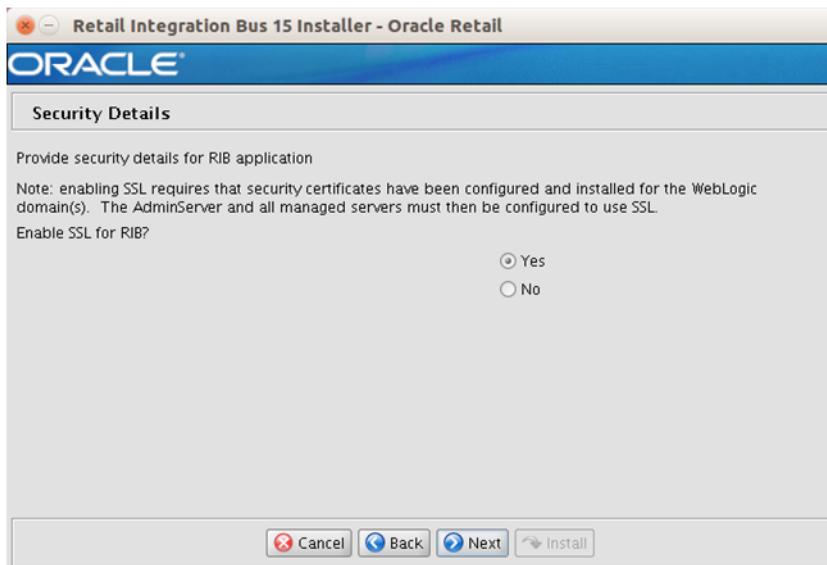 Retail Integration Bus 15 Installer - Oracle Retail
ORACLE
Security Details
Provide security details for RIB application
Note: enabling SSL requires that security certificates have been configured and installed for the WebLogic
domain(s). The AdminServer and all managed servers must then be configured to use SSL.
Enable SSL for RIB?
Yes
No
Cancel Back Next Install